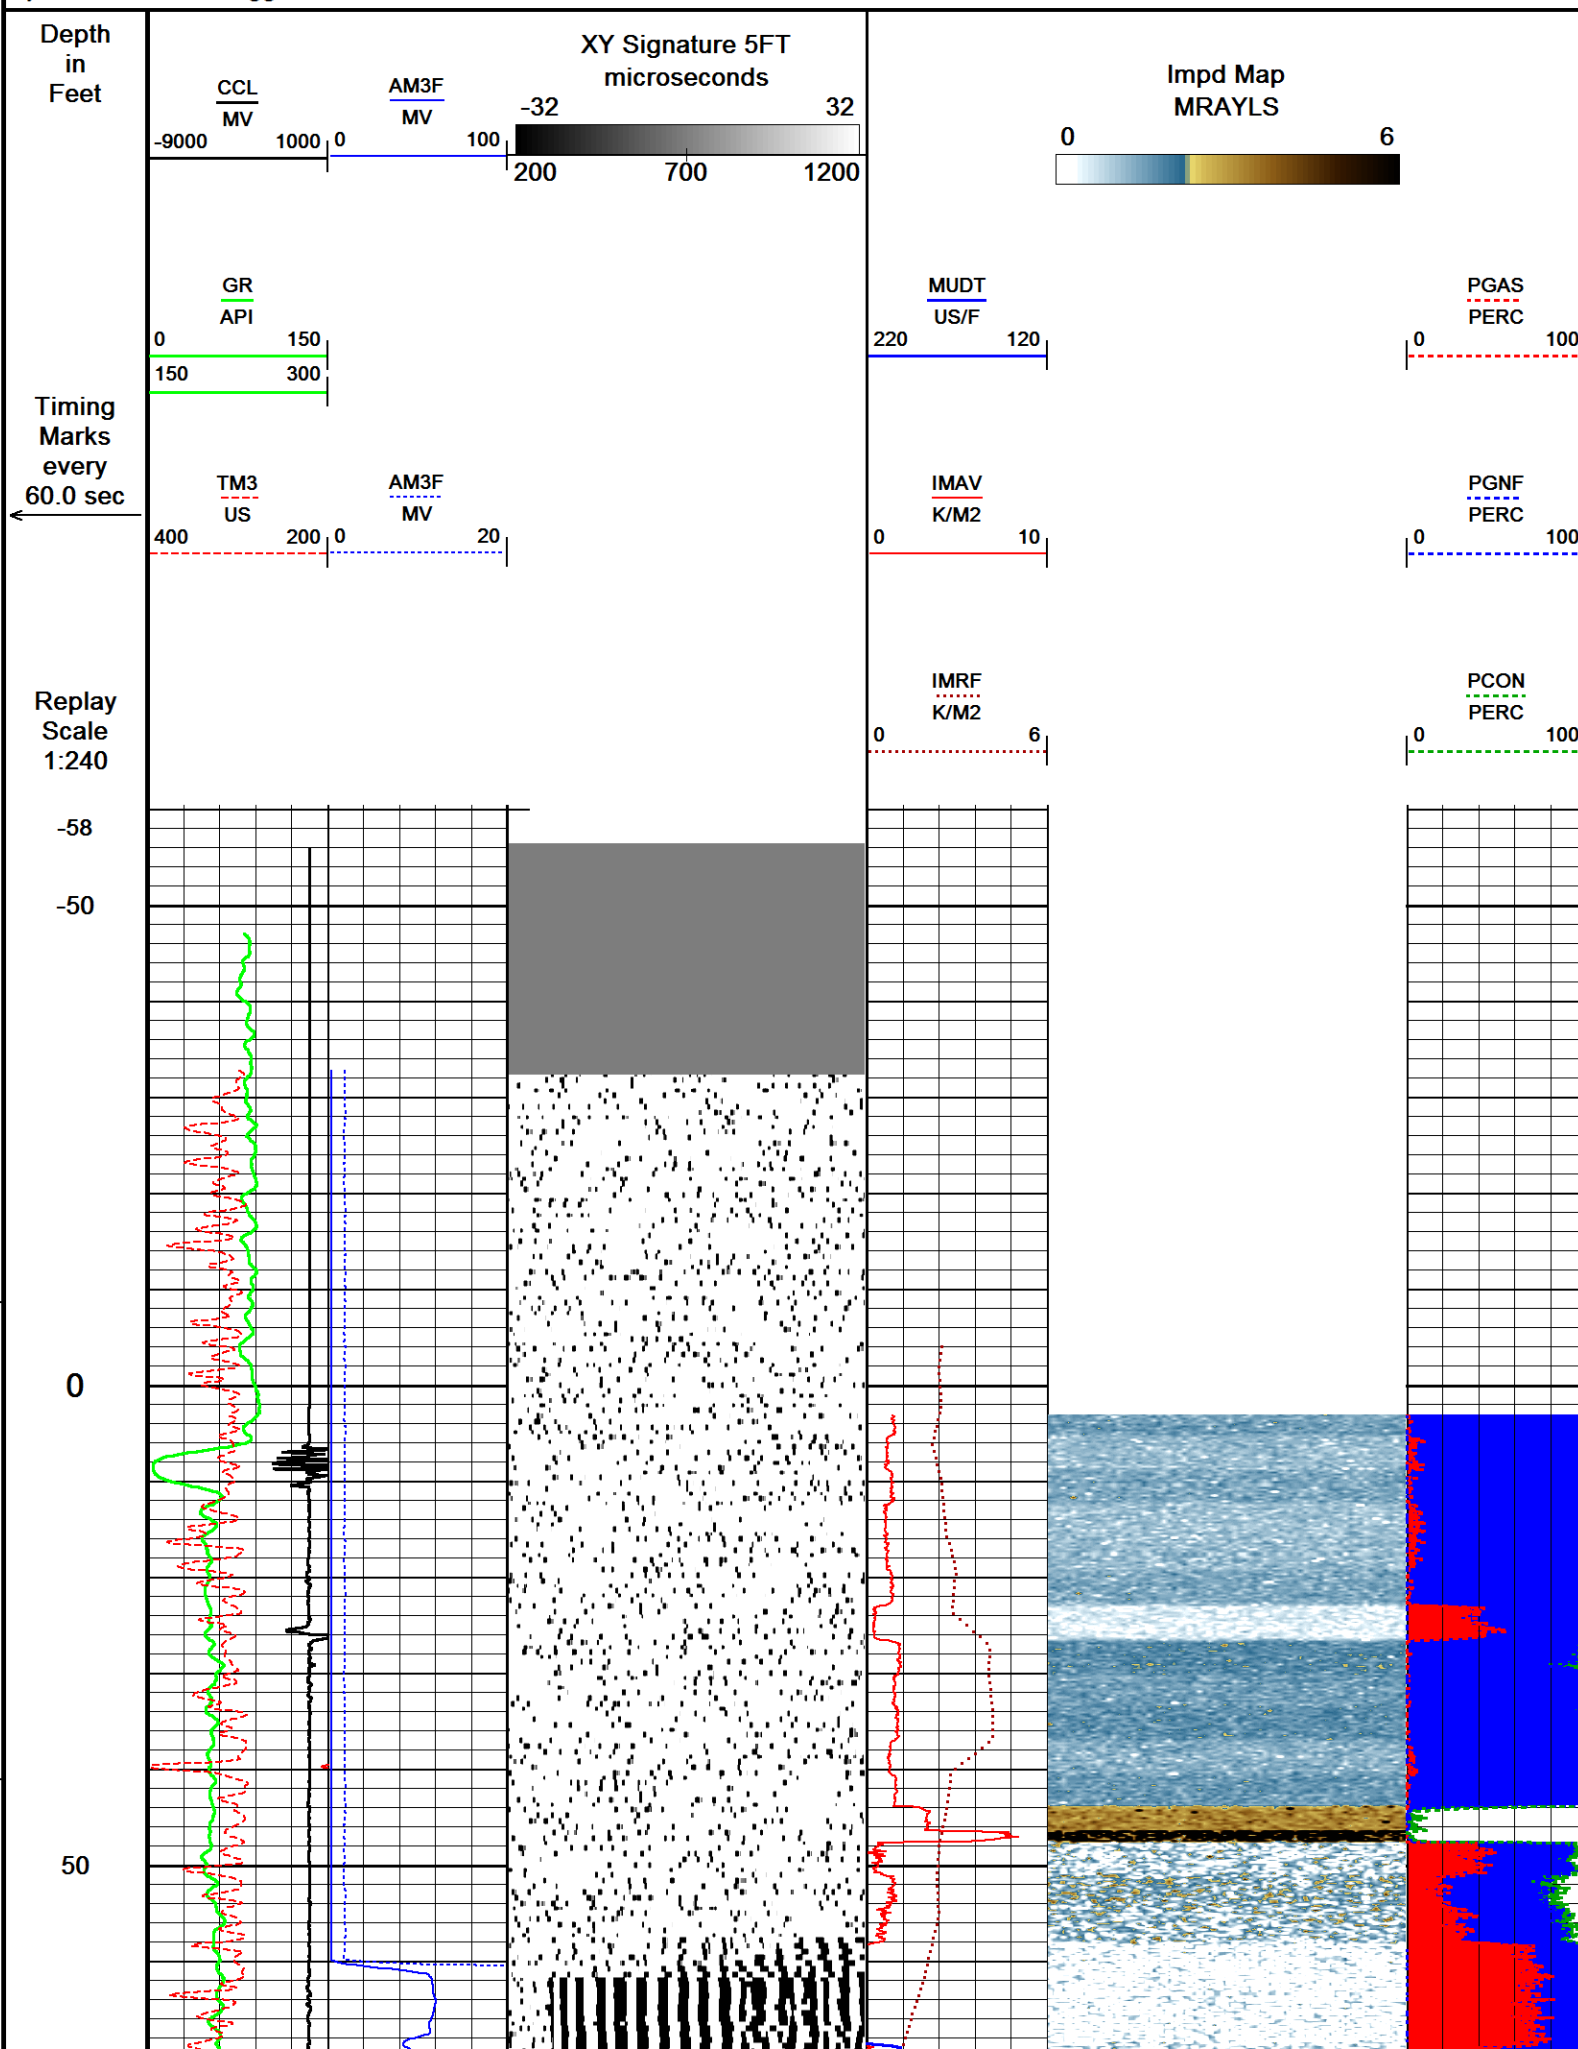 Depth
in
Feet
CCL
MV
-9000 1000
AM3F
MV
0 100
XY Signature 5FT
microseconds
-32 32
200 700 1200
Impd Map
MRAYLS
0 6
GR
API
0 150
150 300
MUDT
US/F
220 120
PGAS
PERC
0 100
Timing
Marks
every
60.0 sec
TM3
US
400 200
AM3F
MV
0 20
IMAV
K/M2
0 10
PGNF
PERC
0 100
Replay
Scale
1:240
IMRF
K/M2
0 6
PCON
PERC
0 100
-58
-50
0
50